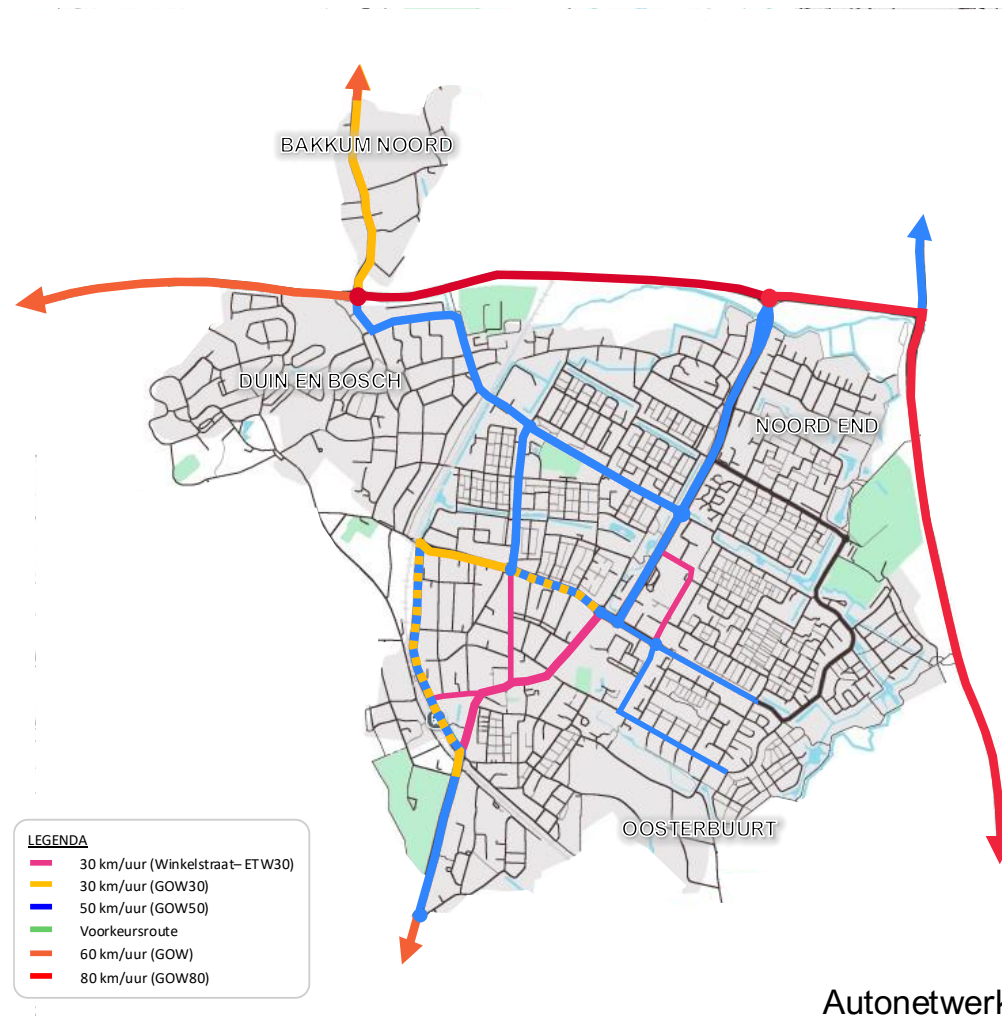 BAKKUM NOORD
DUIN EN BOSCH
NOORD END
OOSTERBUURT
LEGENDA
30 km/uur (Winkelstraat– ETW30)
30 km/uur (GOW30)
50 km/uur (GOW50)
Voorkeursroute
60 km/uur (GOW)
80 km/uur (GOW80)
Autonetwerk